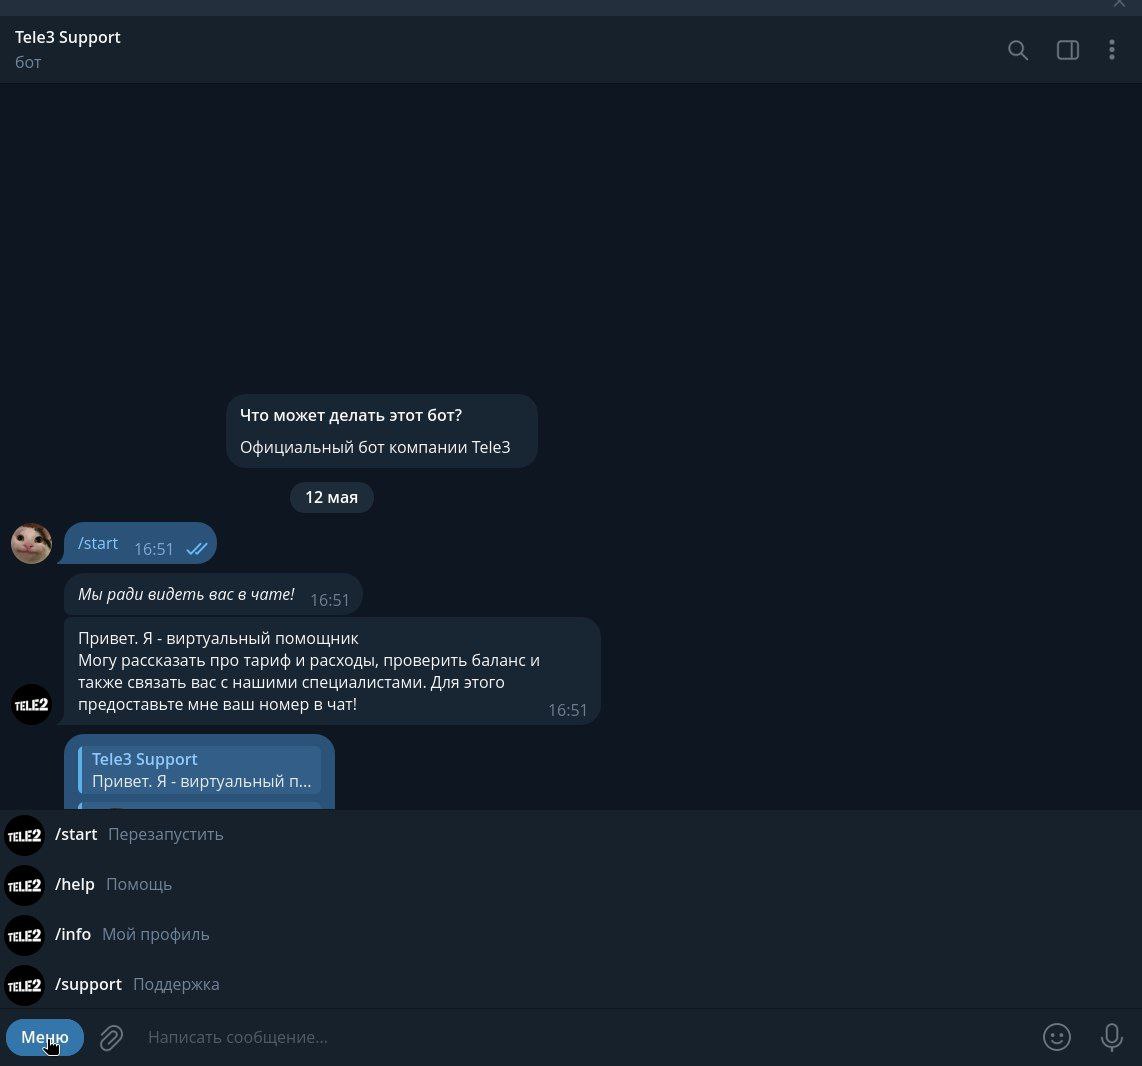 Tele3 Support
бот
Что может делать этот бот?
Официальный бот компании Tele3
12 мая
/start 16:51
Мы ради видеть вас в чате! 16:51
Привет. Я - виртуальный помощник
Могу рассказать про тариф и расходы, проверить баланс и
также связать вас с нашими специалистами. Для этого
предоставьте мне ваш номер в чат! 16:51
TELE2
Tele3 Support
Привет. Я - виртуальный п...
TELE2 /start Перезапустить
TELE2 /help Помощь
TELE2 /info Мой профиль
TELE2 /support Поддержка
Меню Написать сообщение...